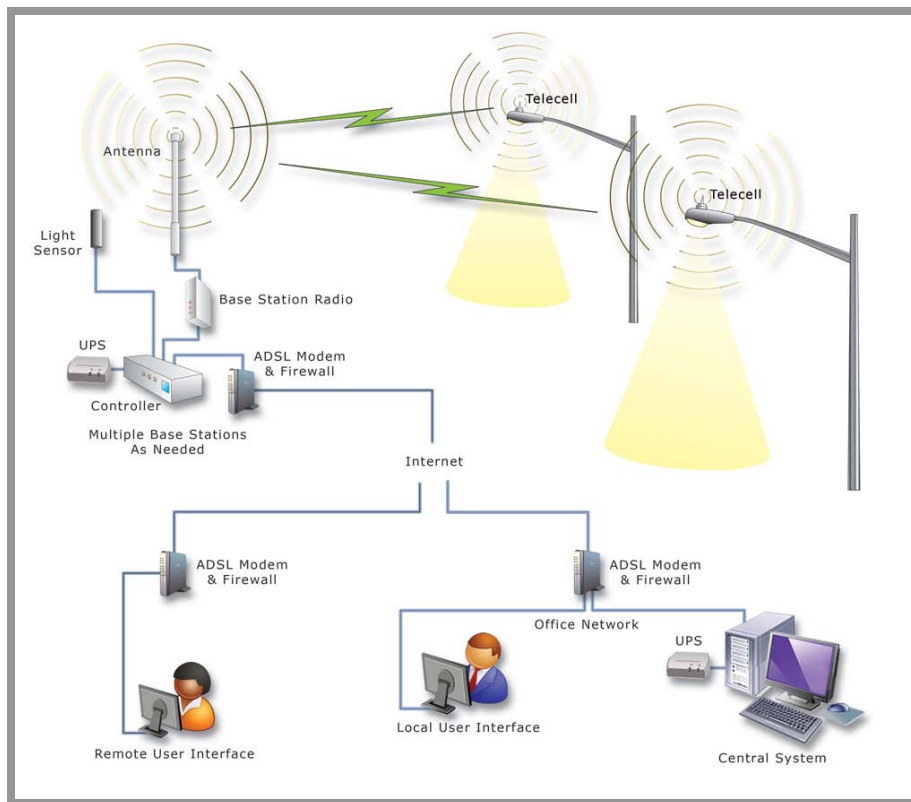 Telecell
Antenna
Telecell
Light
Sensor
Base Station Radio
UPS
ADSL Modem
& Firewall
Controller
Multiple Base Stations
As Needed
Internet
ADSL Modem
& Firewall
ADSL Modem
& Firewall
Office Network
UPS
Local User Interface
Remote User Interface
Central System